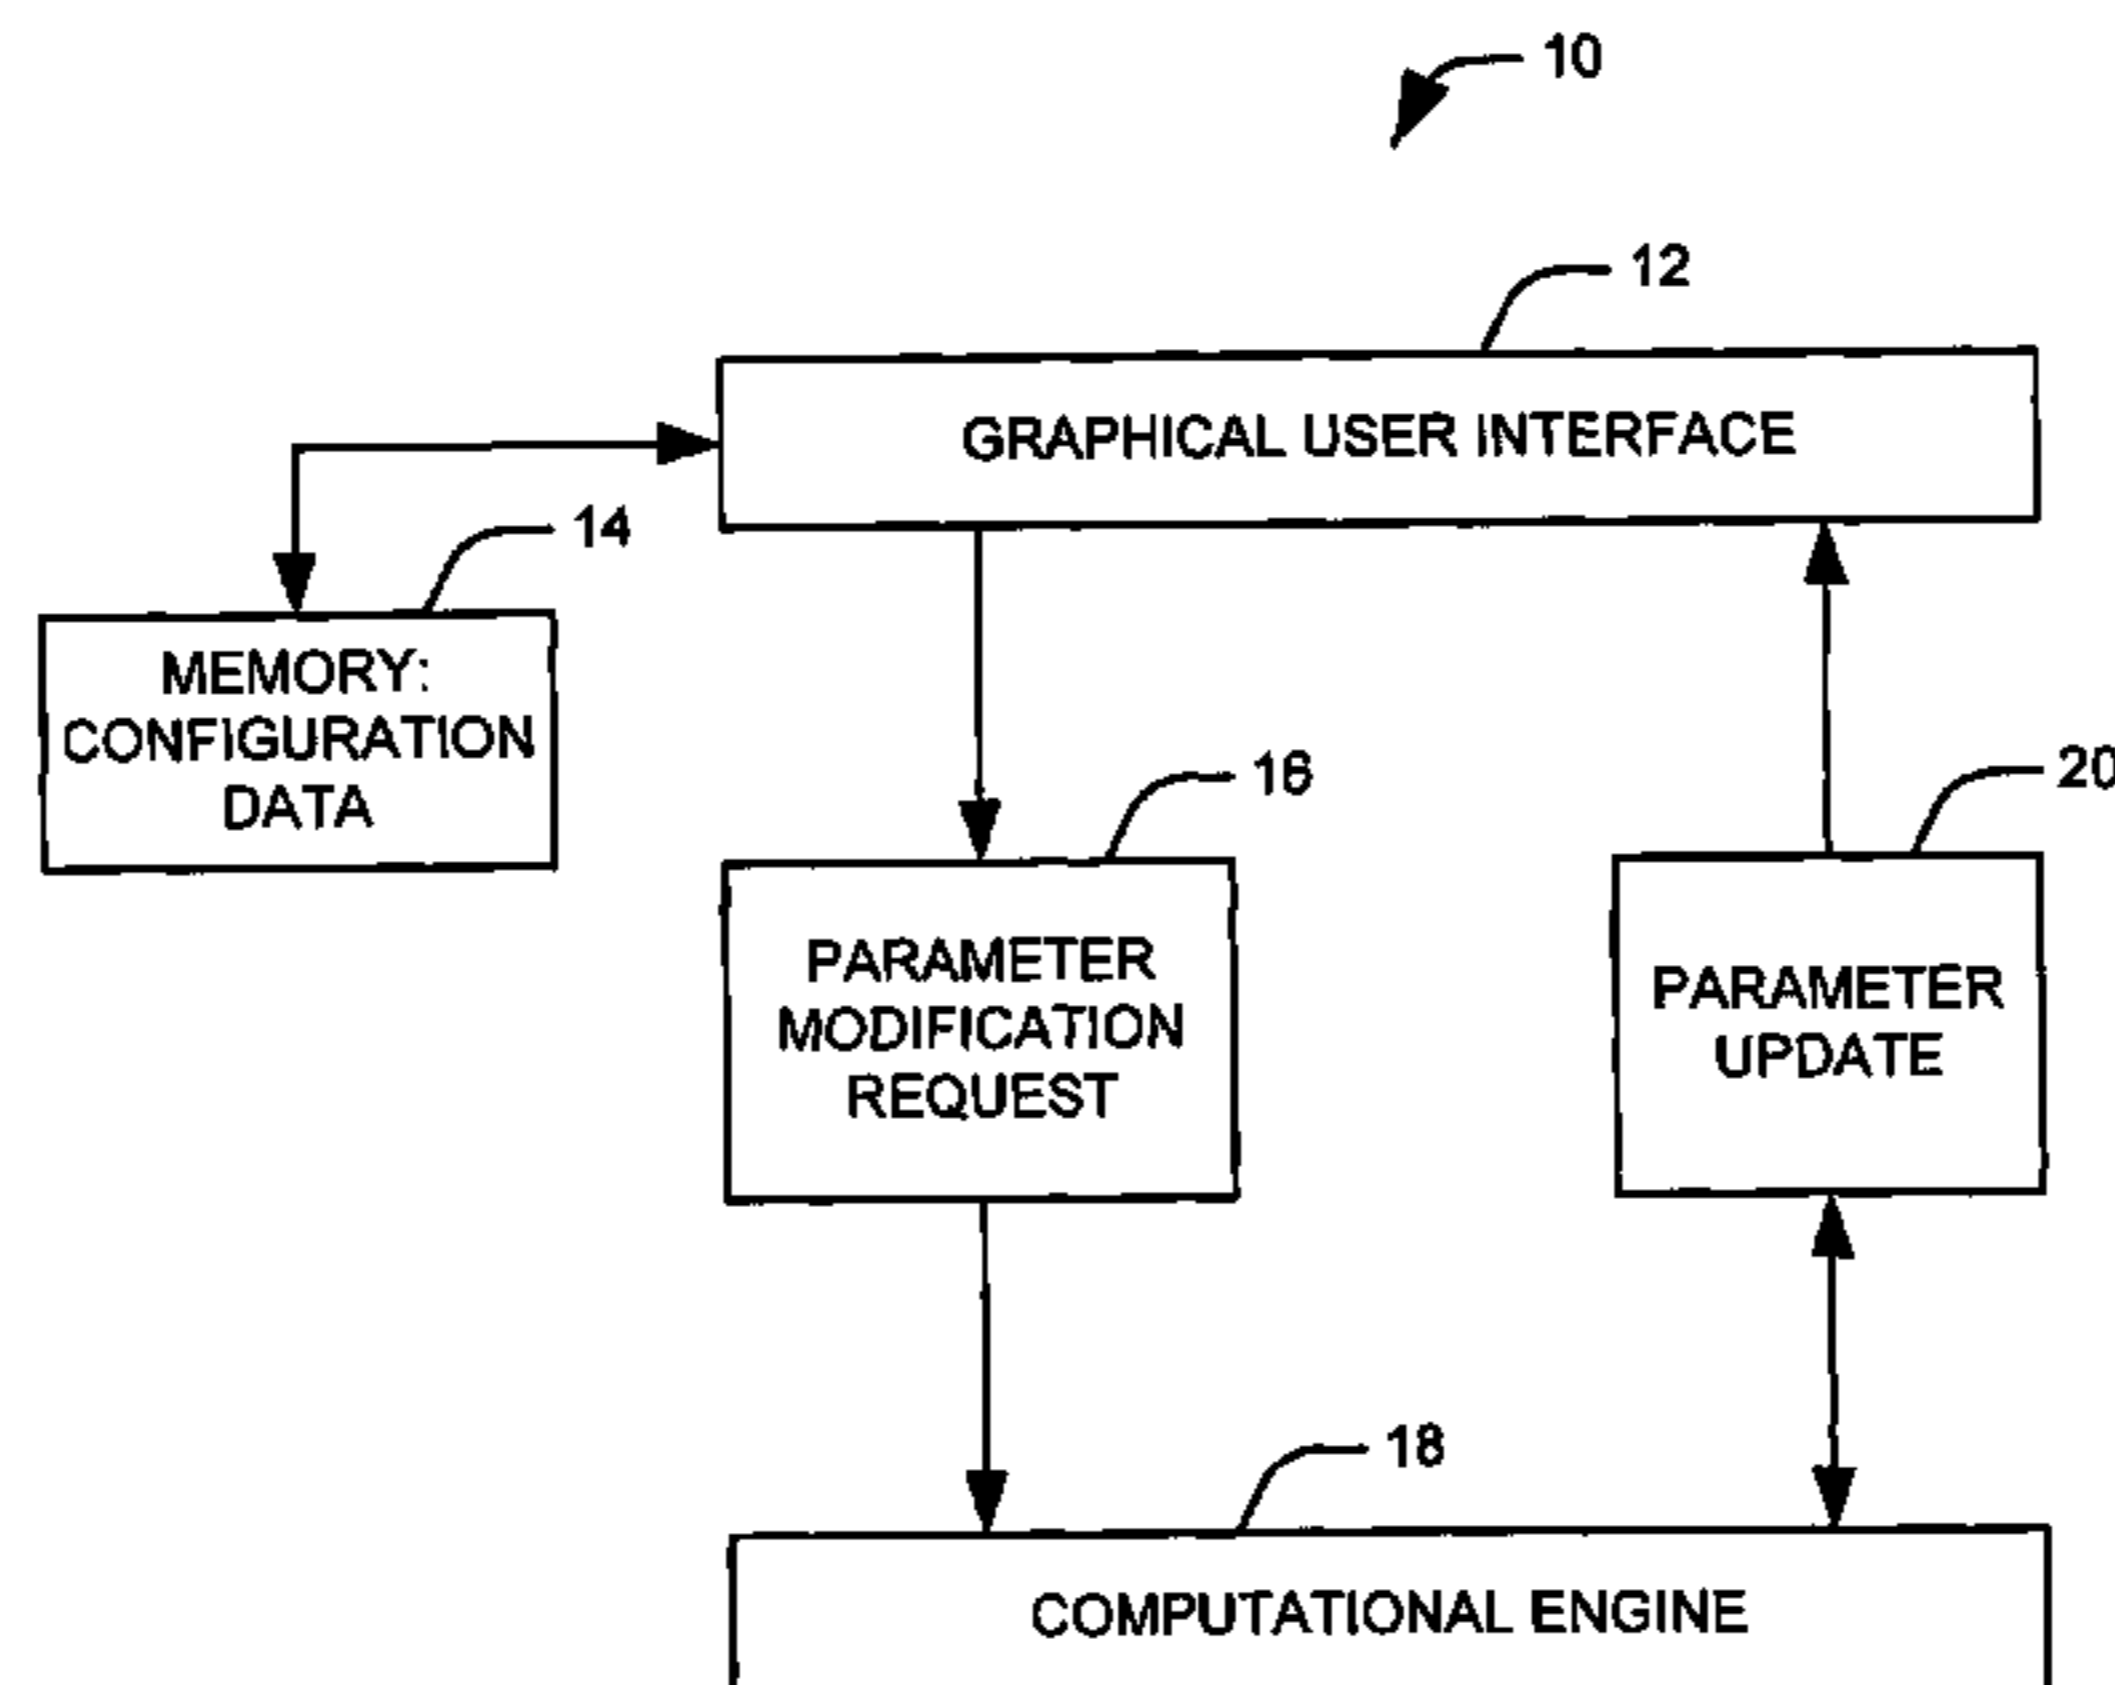 10
12
GRAPHICAL USER INTERFACE
14
MEMORY:
CONFIGURATION
DATA
16
PARAMETER
MODIFICATION
REQUEST
20
PARAMETER
UPDATE
18
COMPUTATIONAL ENGINE